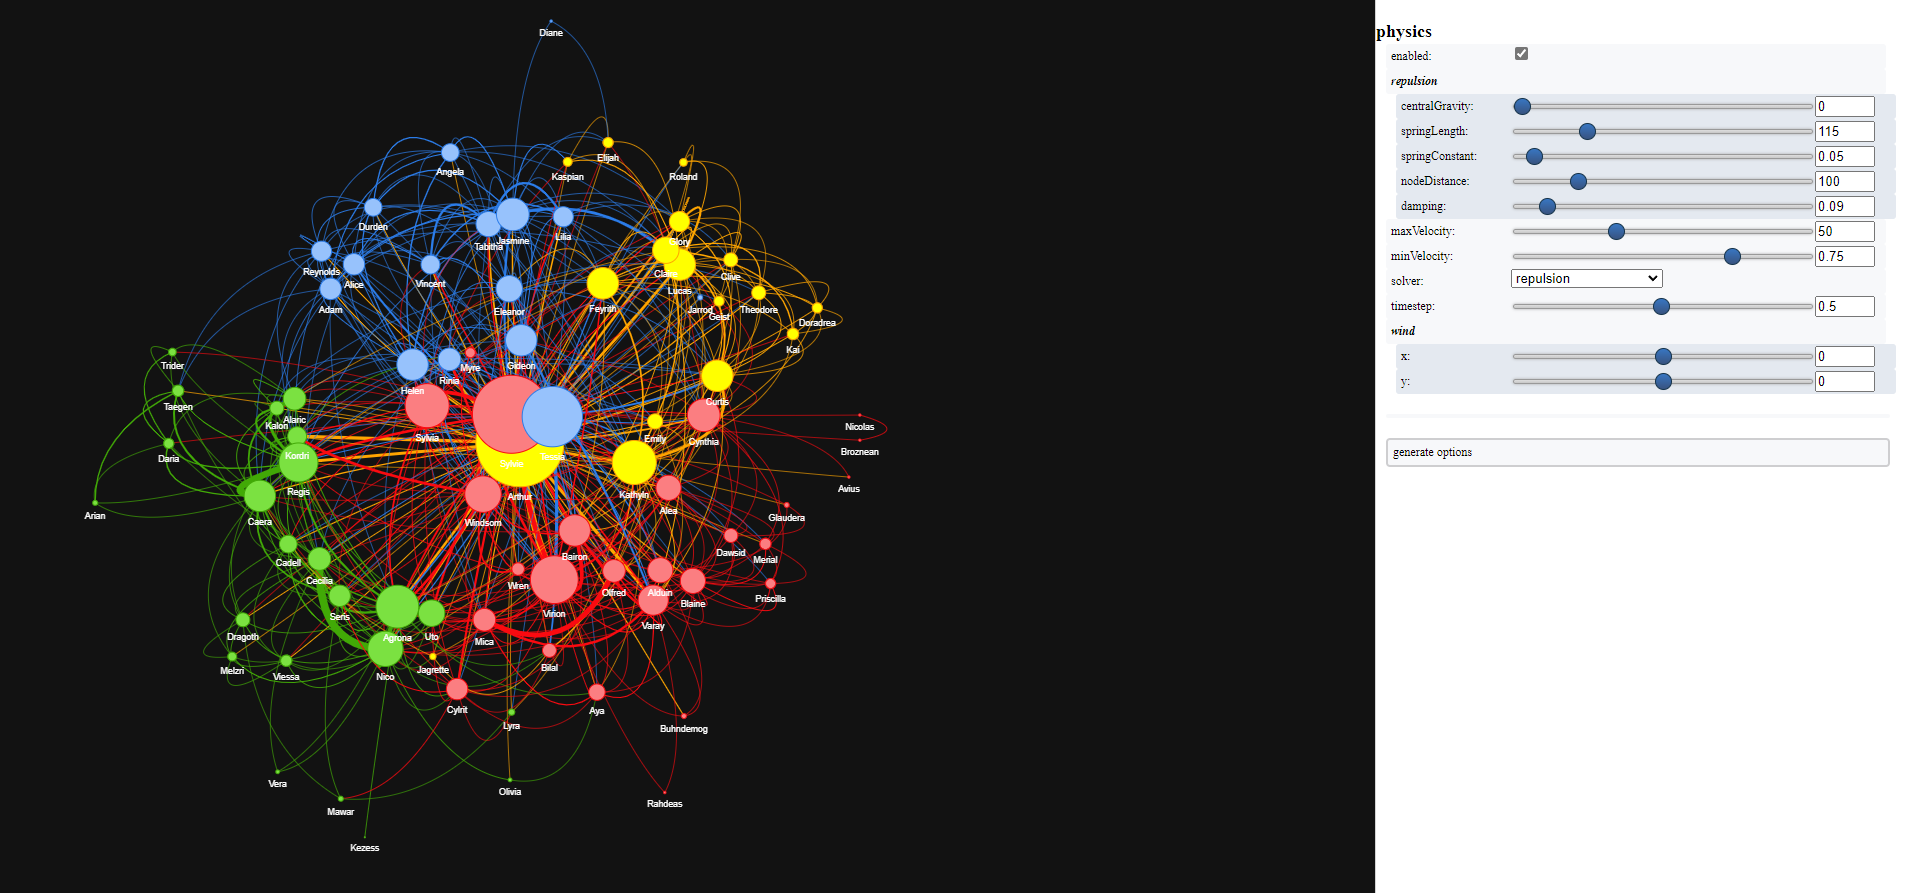 Diane
Elijah
Kaspian
Roland
Angela
Durden
Tabitha
Jasmine
Lilia
Glory
Reynolds
Alice
Vincent
Claire
Clive
Lucas
Adam
Eleanor
Feyrith
Jarrod
Geist
Theodore
Doradrea
Kai
Trider
Myre
Gideon
Rinia
Helen
Taegen
Curtis
Alaric
Kalon
Sylvia
Emily
Cynthia
Nicolas
Broznean
Daria
Kordri
Sylvie
Regis
Arthur
Kathyln
Avius
Arian
Caera
Windsom
Alea
Glaudera
Cadell
Bairon
Dawsid
Merial
Cecilia
Wren
Virion
Olfred
Alduin
Blaine
Priscilla
Seris
Agrona
Uto
Mica
Varay
Dragoth
Melzri
Viessa
Nico
Jagrette
Bilal
Cylrit
Lyra
Aya
Buhndemog
Vera
Olivia
Mawar
Rahdeas
Kezess
physics
enabled:
repulsion
centralGravity: 0
springLength: 115
springConstant: 0.05
nodeDistance: 100
damping: 0.09
maxVelocity: 50
minVelocity: 0.75
solver: repulsion
timestep: 0.5
wind
x: 0
y: 0
generate options